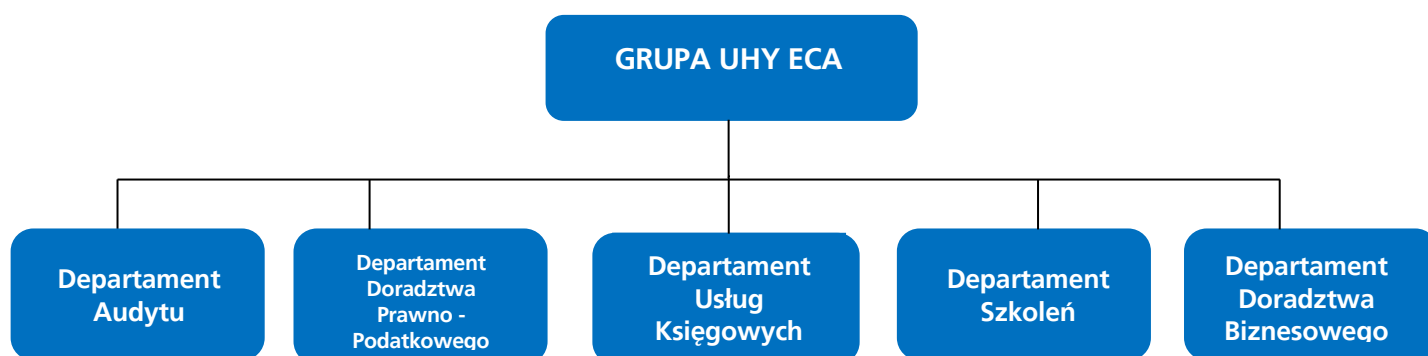 GRUPA UHY ECA
Departament
Audytu
Departament
Doradztwa
Prawno -
Podatkowego
Departament
Usług
Księgowych
Departament
Szkoleń
Departament
Doradztwa
Biznesowego